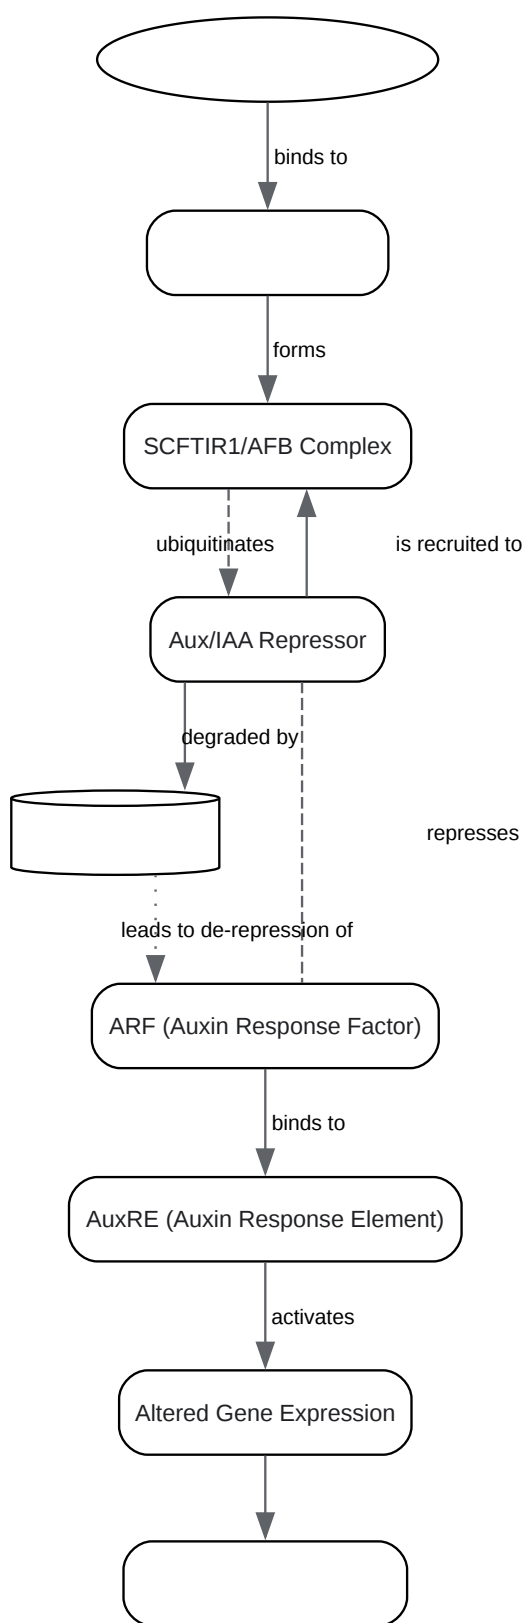 binds to
forms
SCFTIR1/AFB Complex
ubiquitinates
is recruited to
Aux/IAA Repressor
degraded by
represses
leads to de-repression of
ARF (Auxin Response Factor)
binds to
AuxRE (Auxin Response Element)
activates
Altered Gene Expression